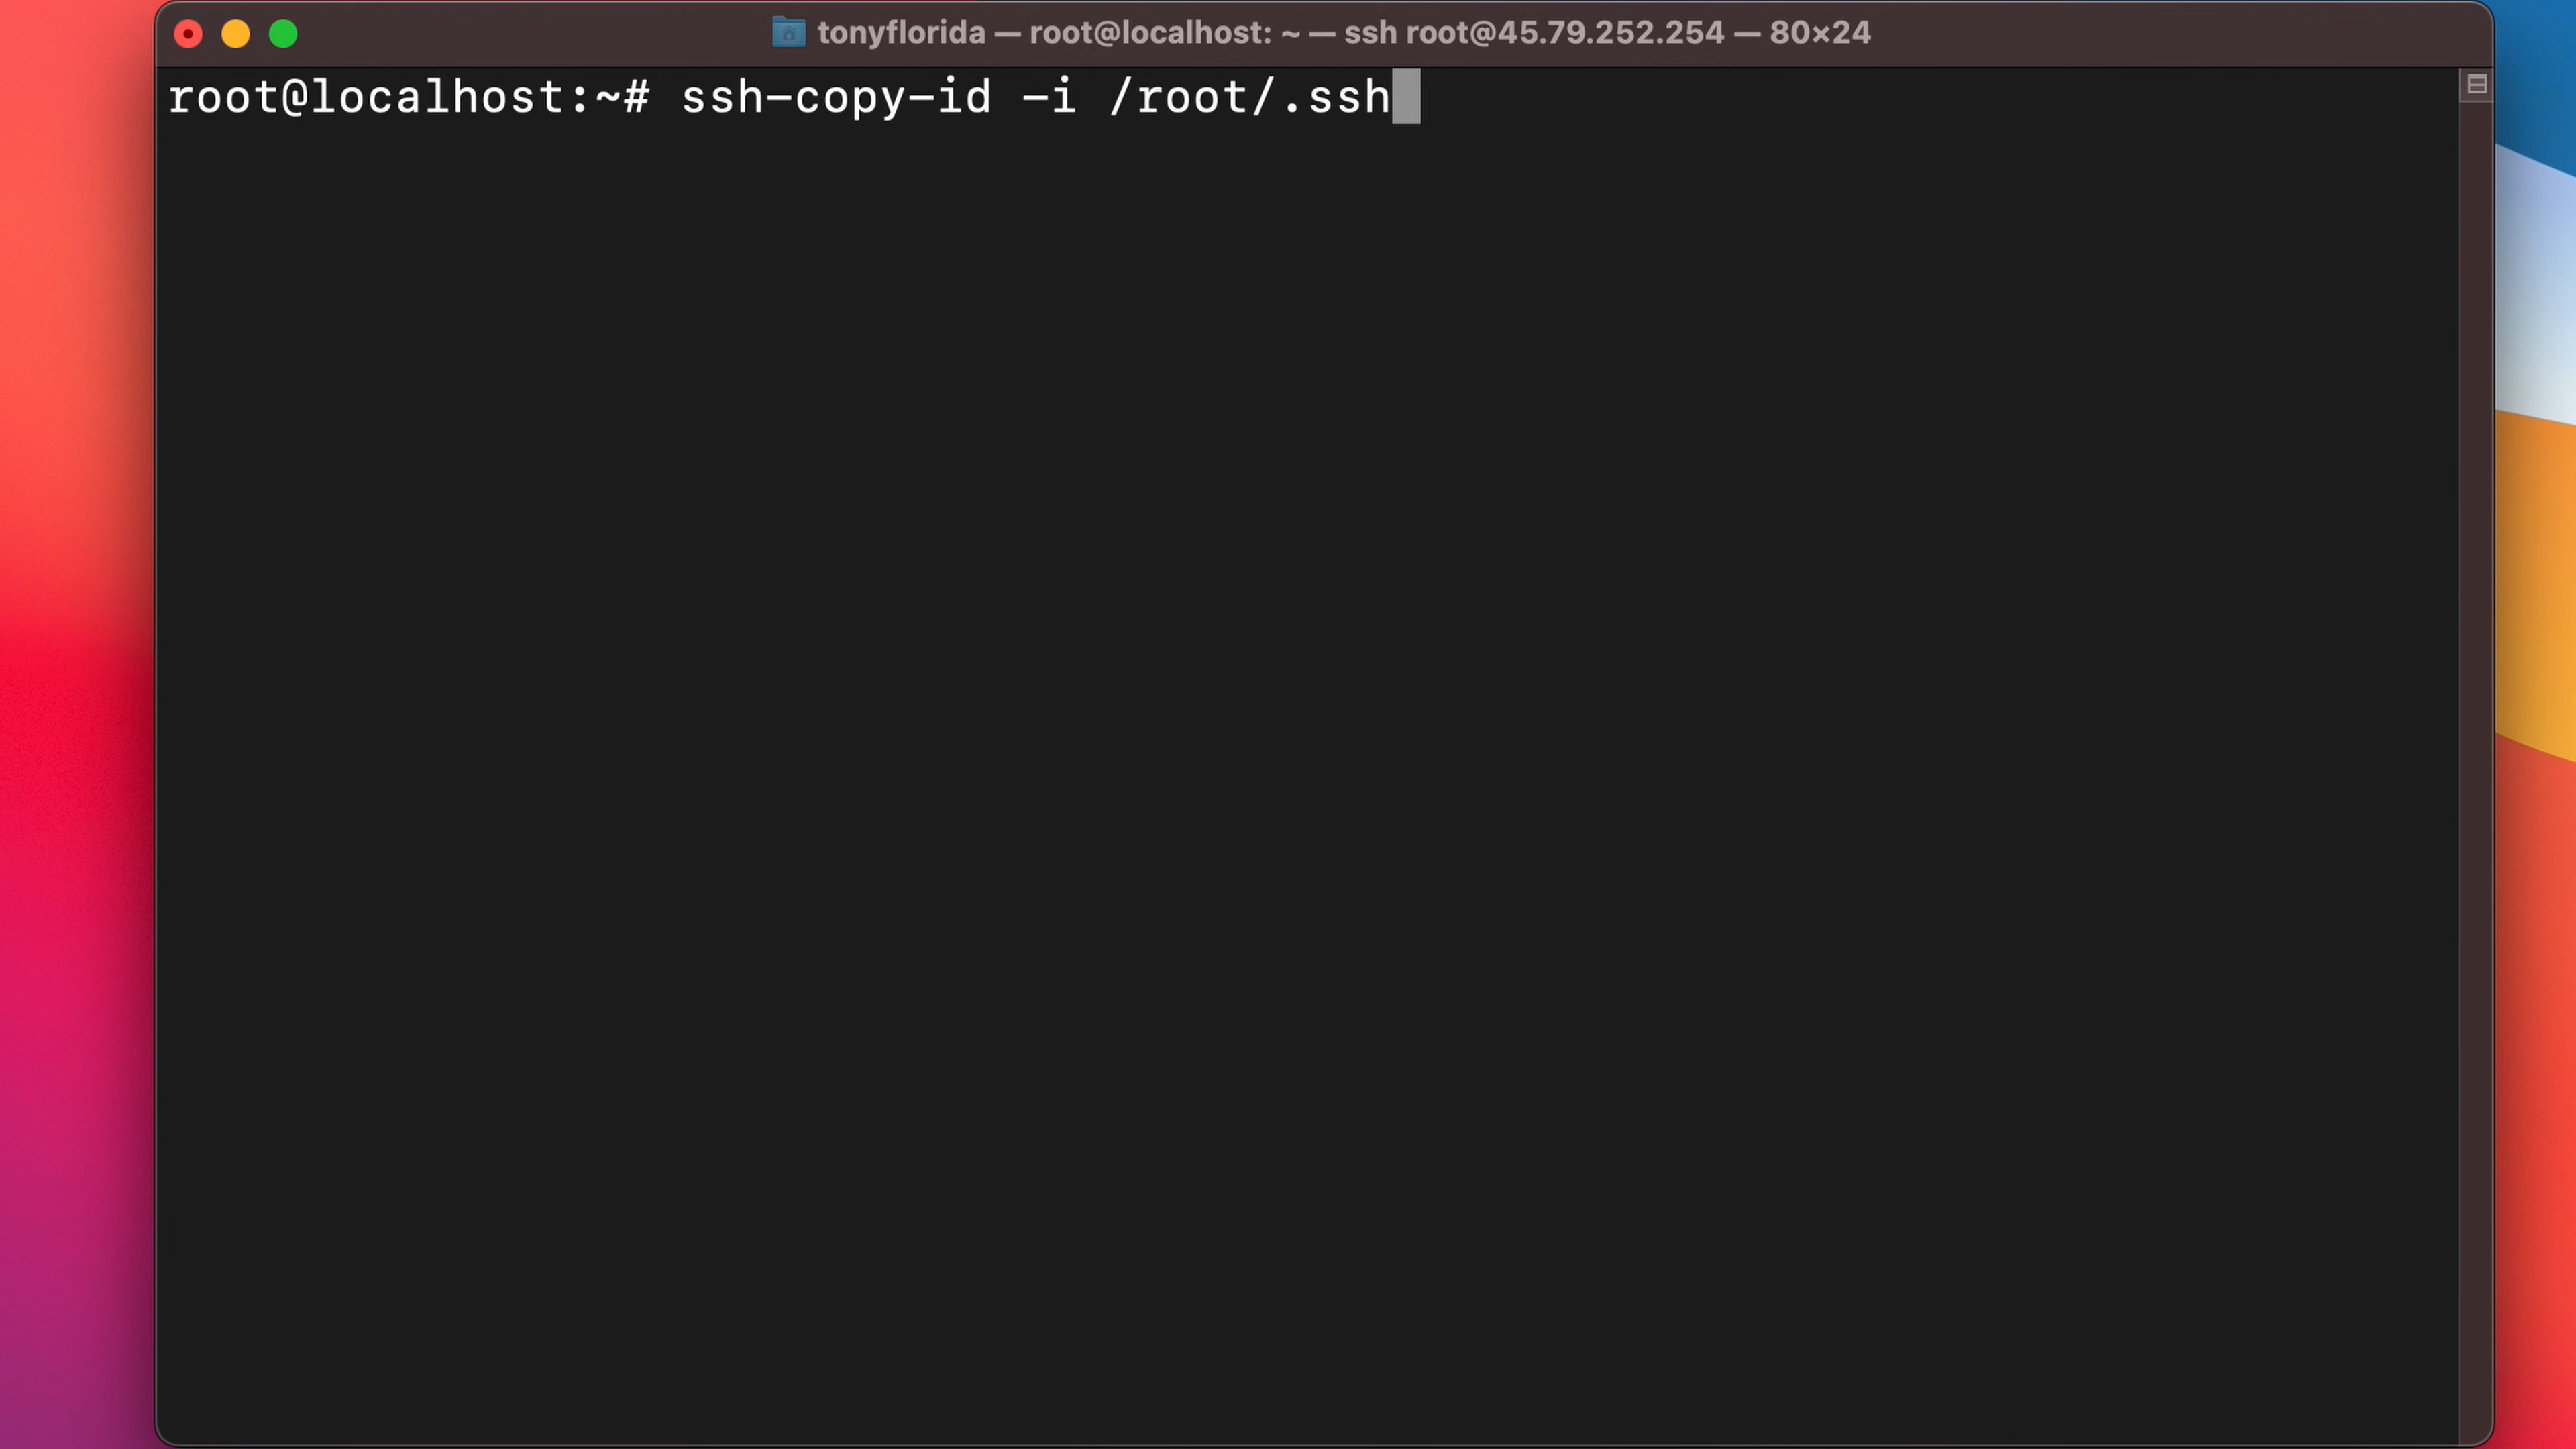 tonyflorida — root@localhost: ~ — ssh root@45.79.252.254 — 80×24
root@localhost:~# ssh-copy-id -i /root/.ssh